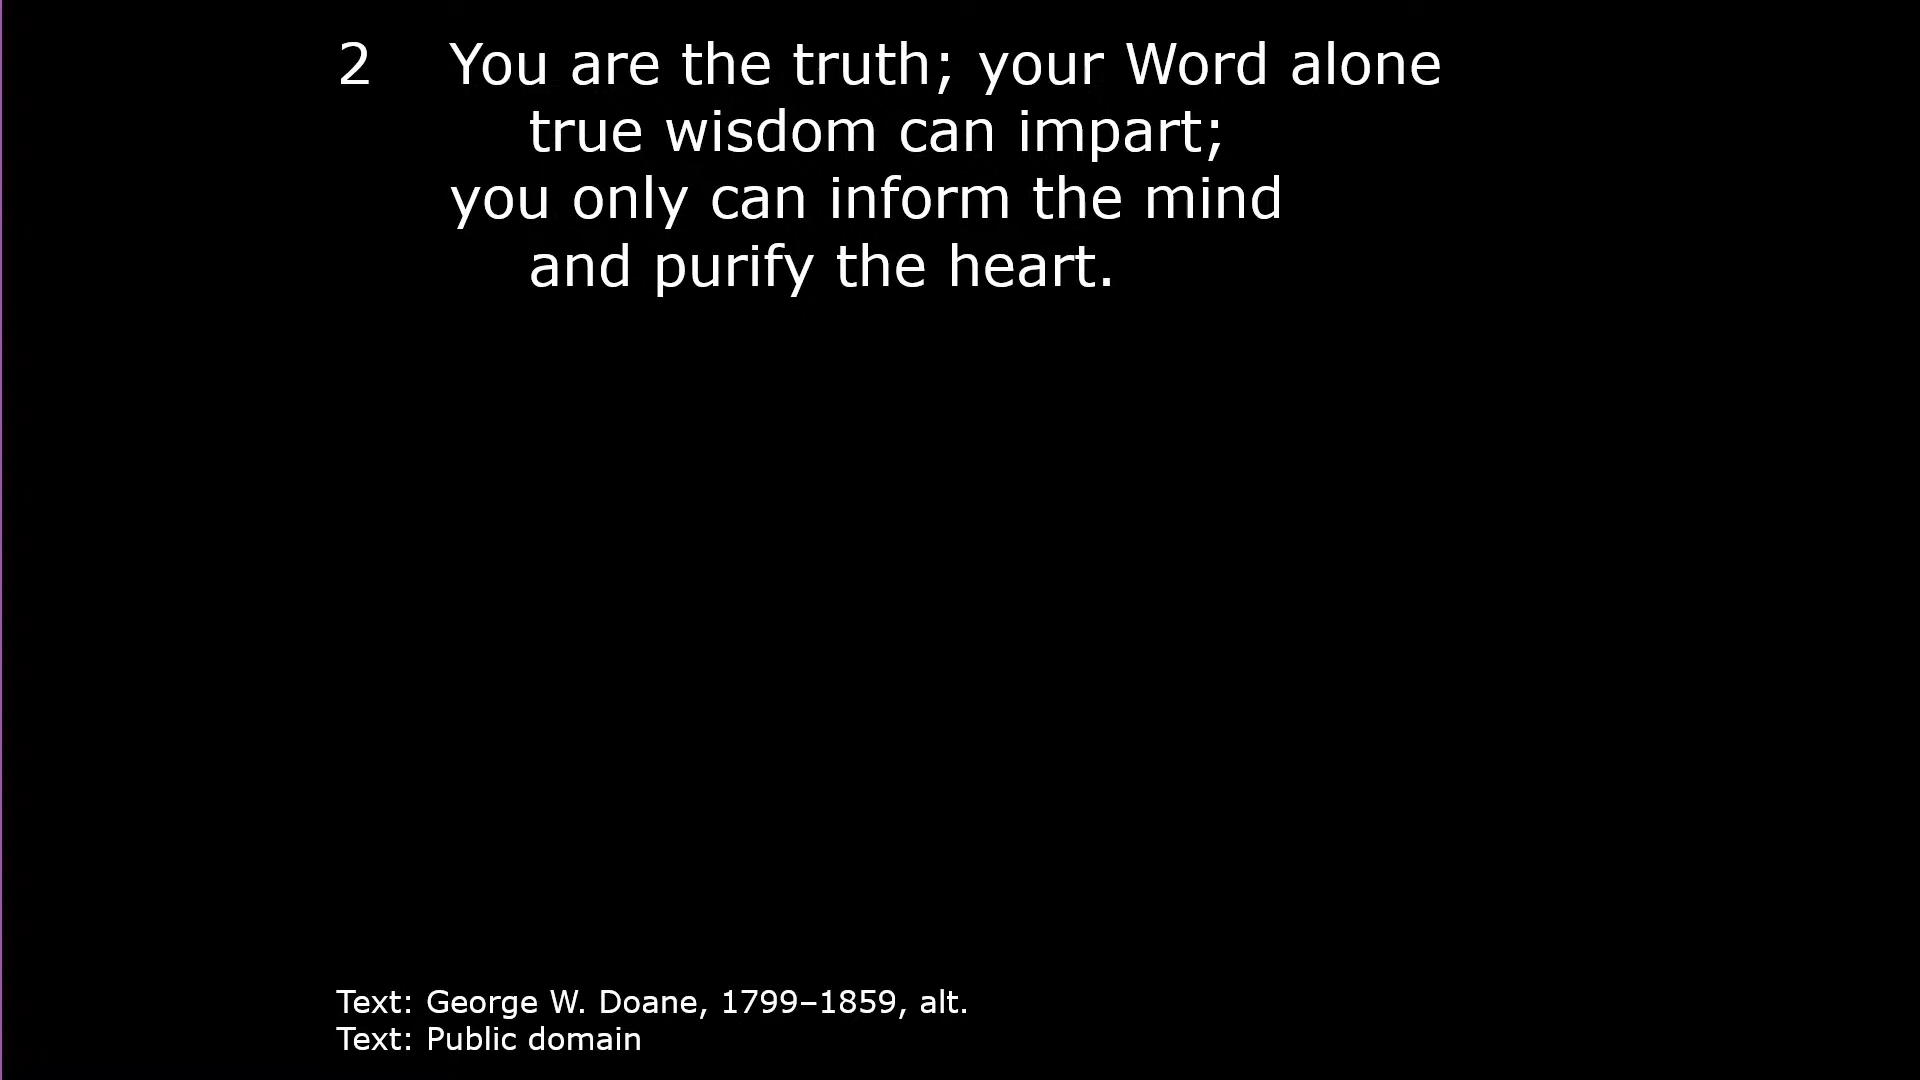 2 You are the truth; your Word alone
true wisdom can impart;
you only can inform the mind
and purify the heart.
Text: George W. Doane, 1799–1859, alt.
Text: Public domain